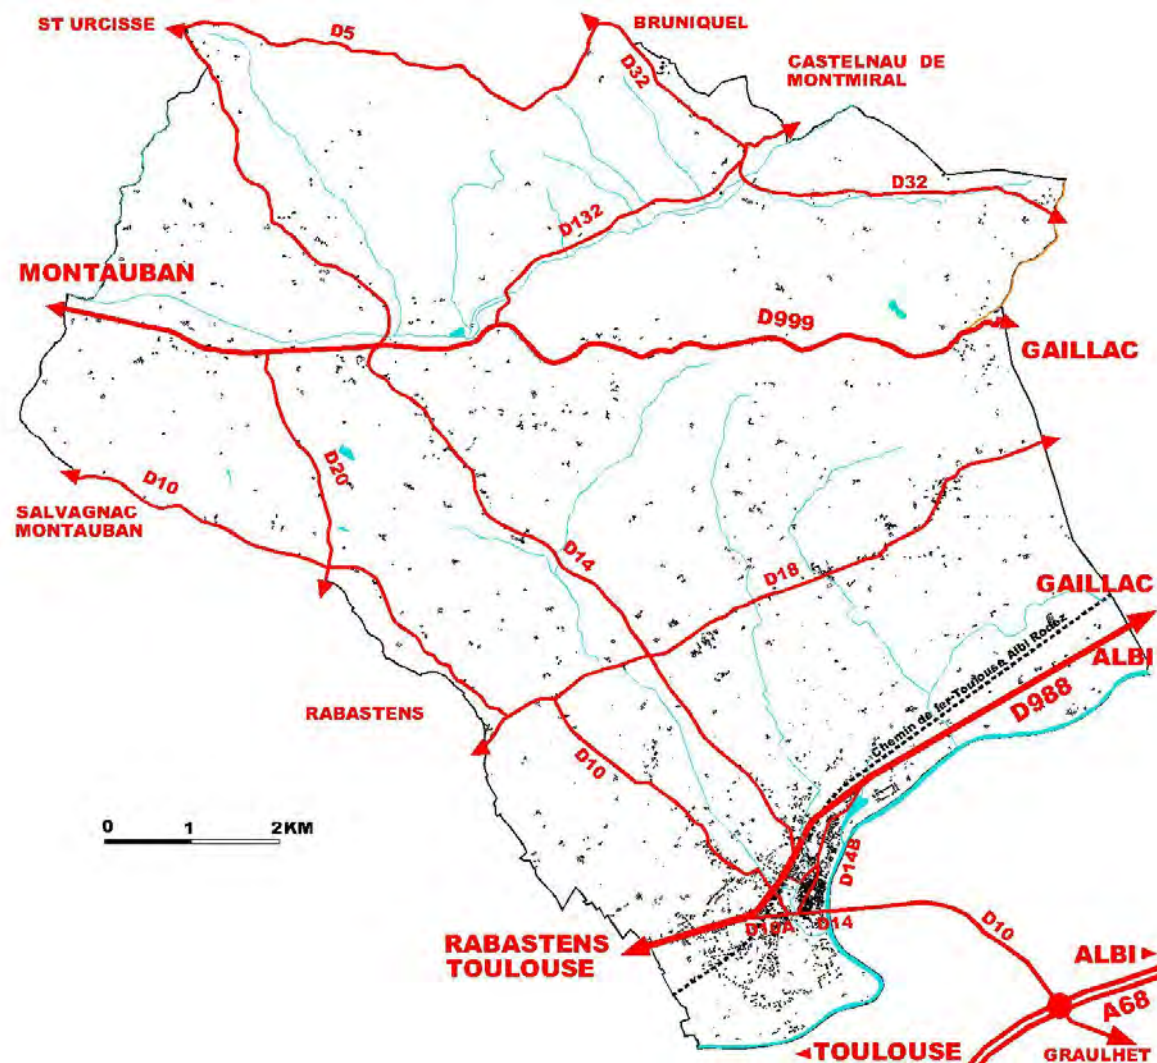 ST URCISSE
D5
BRUNIQUEL
D32
CASTELNAU DE
MONTMIRAL
D32
D132
MONTAUBAN
D999
GAILLAC
D20
D10
SALVAGNAC
MONTAUBAN
D14
D18
GAILLAC
ALBI
D988
Chemin de fer-Toulouse Albi Rodez
RABASTENS
D10
0 1 2KM
D14B
D10A
D14
D10
RABASTENS
TOULOUSE
ALBI
A68
TOULOUSE
GRAULHET